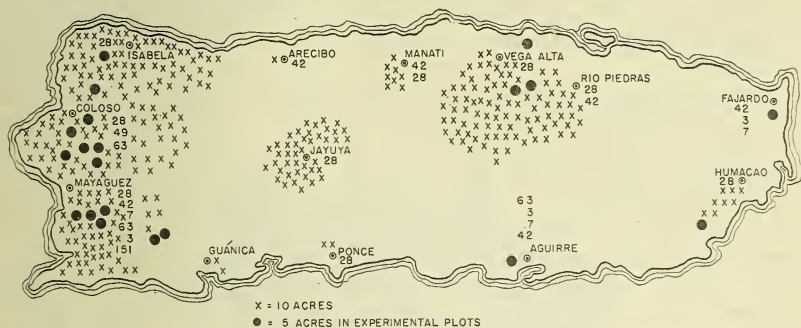 28
ISABELA
ARECIBO
42
MANATI
42
28
VEGA ALTA
28
RIO PIEDRAS
28
42
FAJARDO
42
3
7
COLOSO
28
49
63
JAYUYA
28
HUMACAO
28
MAYAGUEZ
28
42
7
63
3
151
63
3
7
42
GUÁNICA
PONCE
28
AGUIRRE
X = 10 ACRES
● = 5 ACRES IN EXPERIMENTAL PLOTS